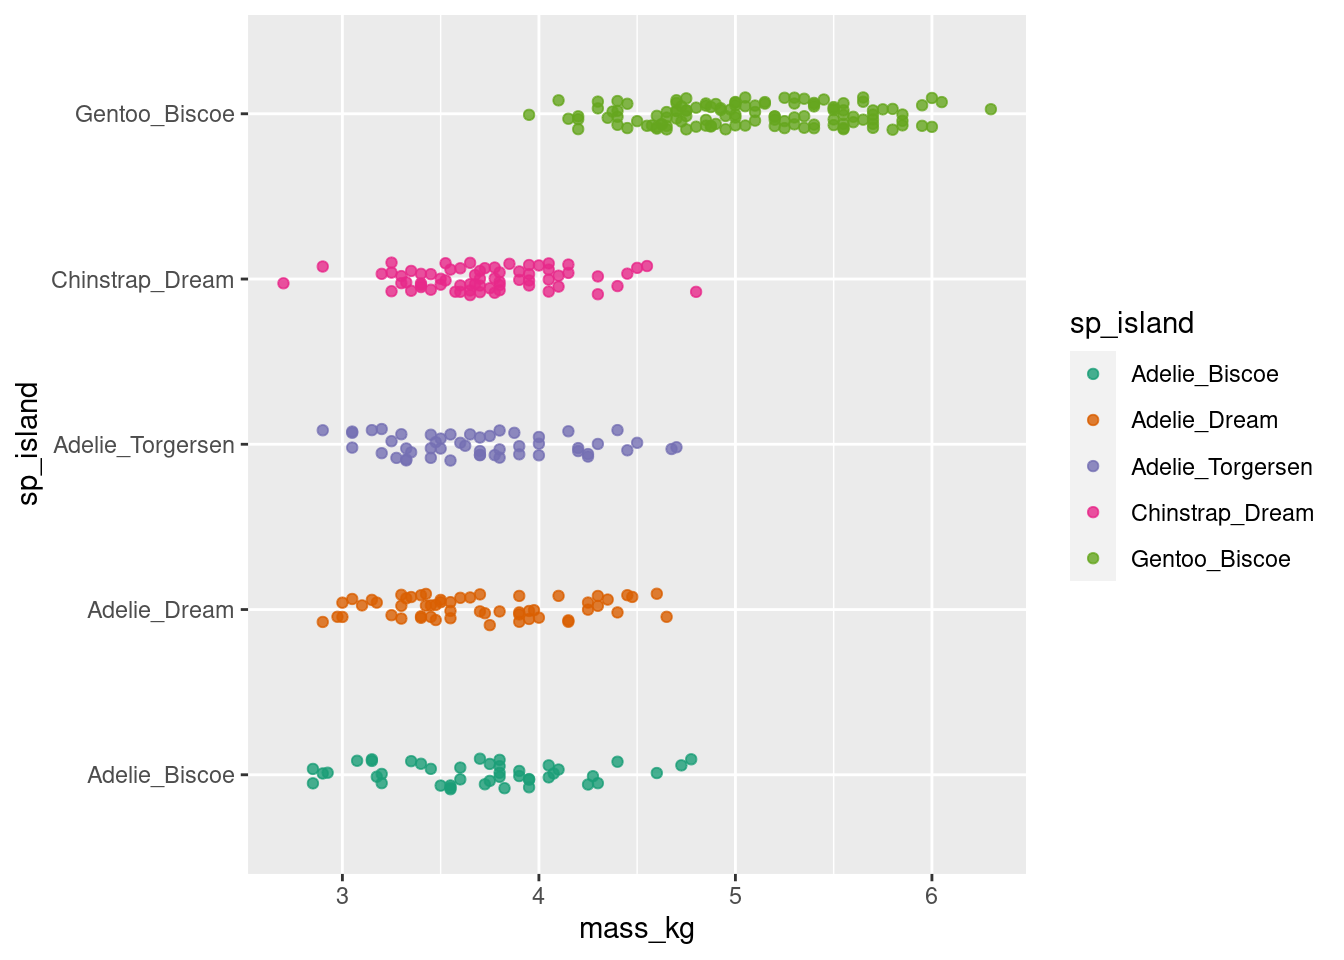 Gentoo_Biscoe
Chinstrap_Dream
Adelie_Torgersen
Adelie_Dream
Adelie_Biscoe
sp_island
3 4 5 6
mass_kg
sp_island
Adelie_Biscoe
Adelie_Dream
Adelie_Torgersen
Chinstrap_Dream
Gentoo_Biscoe